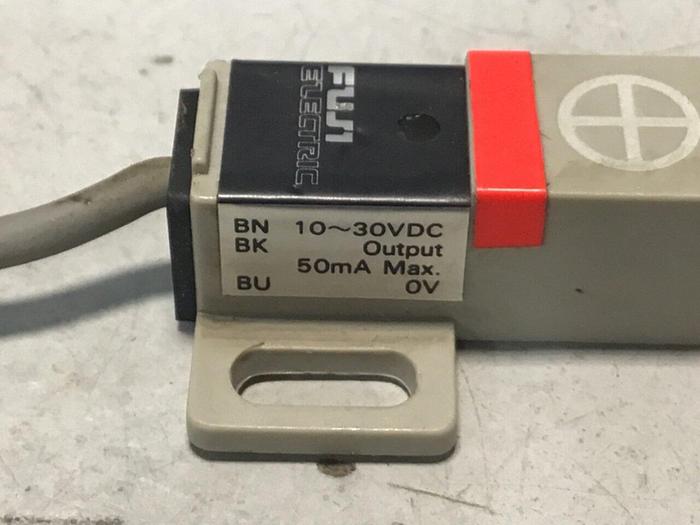 FUJI
ELECTRIC
BN 10~30VDC
BK Output
50mA Max.
BU 0V